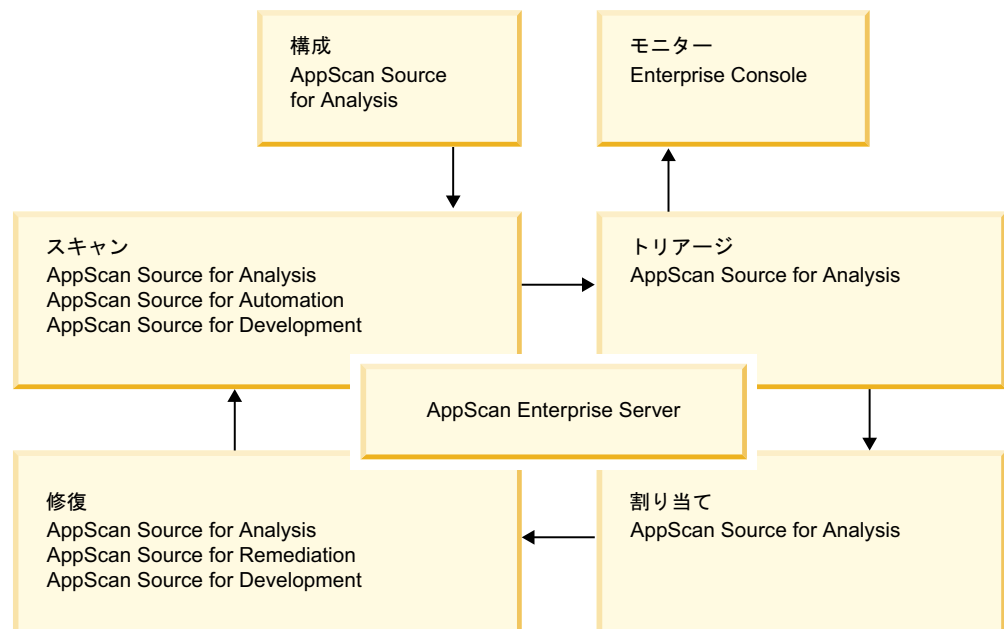 構成
AppScan Source
for Analysis
モニター
Enterprise Console
スキャン
AppScan Source for Analysis
AppScan Source for Automation
AppScan Source for Development
トリアージ
AppScan Source for Analysis
AppScan Enterprise Server
修復
AppScan Source for Analysis
AppScan Source for Remediation
AppScan Source for Development
割り当て
AppScan Source for Analysis